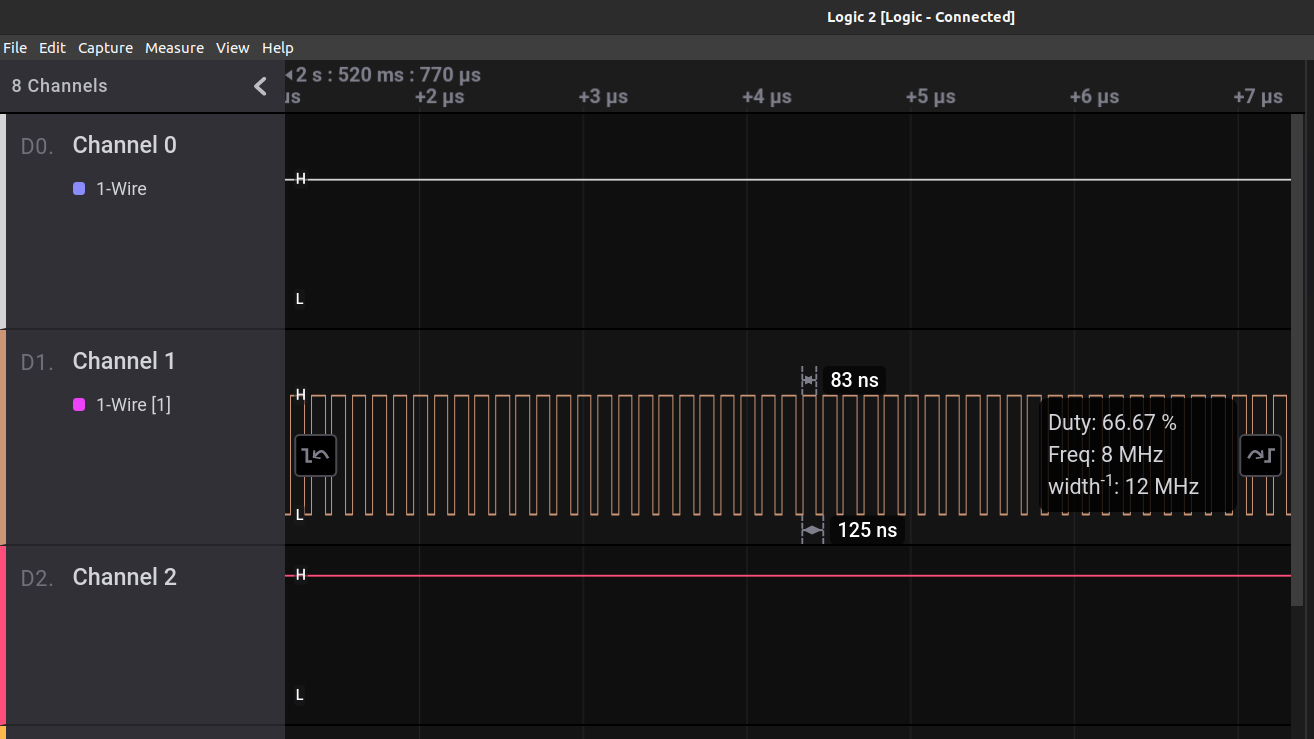 Logic 2 [Logic - Connected]
File Edit Capture Measure View Help
8 Channels
2 s : 520 ms : 770 µs
µs +2 µs +3 µs +4 µs +5 µs +6 µs +7 µs
D0. Channel 0
1-Wire
H
L
D1. Channel 1
1-Wire [1]
H
L
83 ns
125 ns
Duty: 66.67 %
Freq: 8 MHz
width⁻¹: 12 MHz
D2. Channel 2
H
L